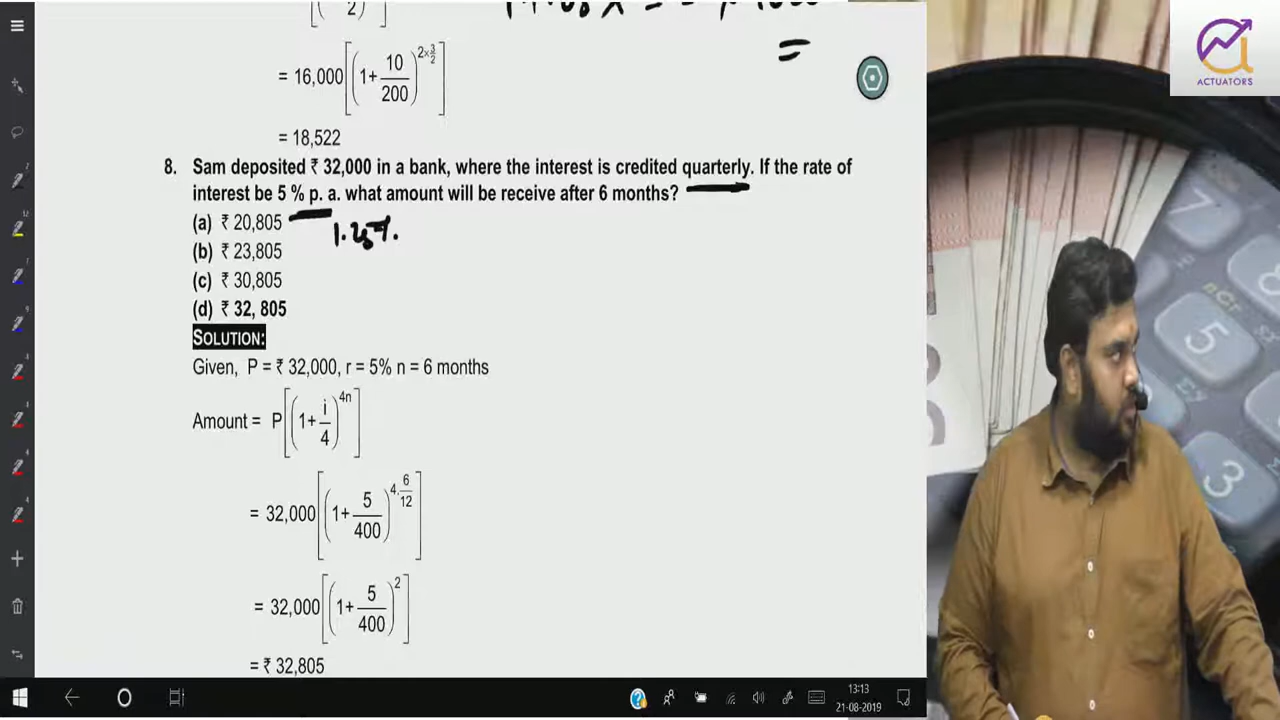 2
= 16,000[(1+10/200)^2×3/2]
= 18,522
8. Sam deposited ₹ 32,000 in a bank, where the interest is credited quarterly. If the rate of
interest be 5 % p. a. what amount will be receive after 6 months?
(a) ₹ 20,805
1.25%.
(b) ₹ 23,805
(c) ₹ 30,805
(d) ₹ 32, 805
SOLUTION:
Given, P = ₹ 32,000, r = 5% n = 6 months
Amount = P[(1+i/4)^4n]
= 32,000[(1+5/400)^4.6/12]
= 32,000[(1+5/400)^2]
= ₹ 32,805
ACTUATORS
13:13
21-08-2019